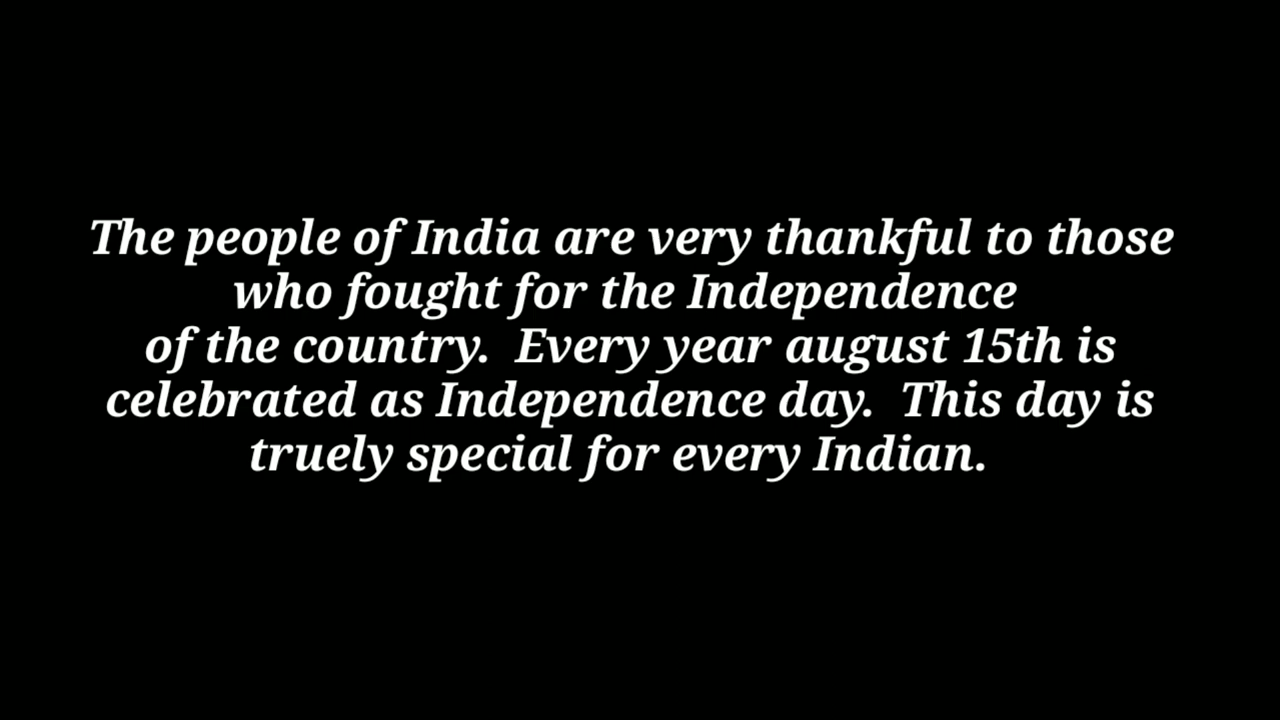 The people of India are very thankful to those
who fought for the Independence
of the country.  Every year august 15th is
celebrated as Independence day.  This day is
truely special for every Indian.